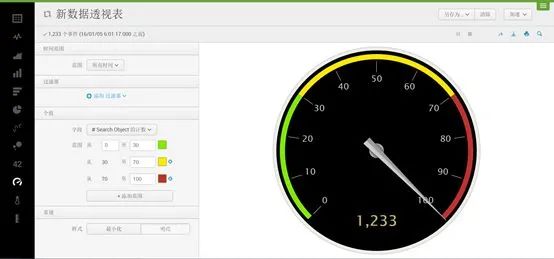 新数据透视表
另存为...
清除
加速
✓ 1,233 个事件 (16/01/05 6:01:17.000 之前)
时间范围
范围 所有时间
过滤器
添加过滤器
个值
字段 # Search Object 的计数
范围 从 0 至 30
从 30 至 70
从 70 至 100
+ 添加范围
常规
样式 最小化
0
10
20
30
40
50
60
70
80
90
100
1,233
42